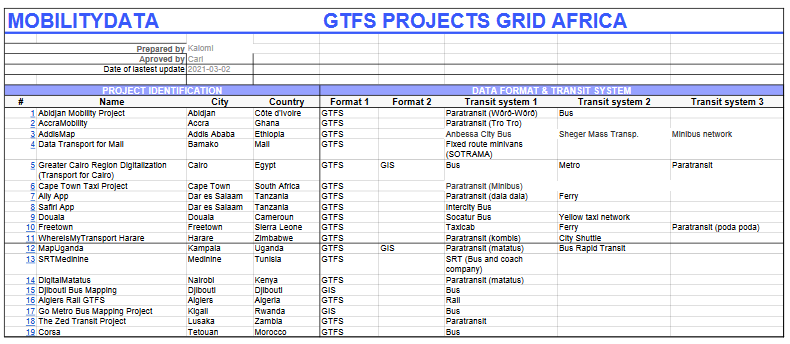 MOBILITYDATA GTFS PROJECTS GRID AFRICA
Prepared by Kalomi
Aproved by Carl
Date of lastest update 2021-03-02
PROJECT IDENTIFICATION DATA FORMAT & TRANSIT SYSTEM
# Name City Country Format 1 Format 2 Transit system 1 Transit system 2 Transit system 3
1 Abidjan Mobility Project Abidjan Côte d'Ivoire GTFS Paratransit (Wôrô-Wôrô) Bus
2 AccraMobility Accra Ghana GTFS Paratransit (Tro Tro)
3 AddisMap Addis Ababa Ethiopia GTFS Anbessa City Bus Sheger Mass Transp. Minibus network
4 Data Transport for Mali Bamako Mali GTFS Fixed route minivans
(SOTRAMA)
5 Greater Cairo Region Digitalization Cairo Egypt GTFS GIS Bus Metro Paratransit
(Transport for Cairo)
6 Cape Town Taxi Project Cape Town South Africa GTFS Paratransit (Minibus)
7 Ally App Dar es Salaam Tanzania GTFS Paratransit (dala dala) Ferry
8 Safiri App Dar es Salaam Tanzania GTFS Intercity Bus
9 Douala Douala Cameroun GTFS Socatur Bus Yellow taxi network
10 Freetown Freetown Sierra Leone GTFS Taxicab Ferry Paratransit (poda poda)
11 WhereIsMyTransport Harare Harare Zimbabwe GTFS Paratransit (kombis) City Shuttle
12 MapUganda Kampala Uganda GTFS GIS Paratransit (matatus) Bus Rapid Transit
13 SRTMedinine Medinine Tunisia GTFS SRT (Bus and coach
company)
14 DigitalMatatus Nairobi Kenya GTFS Paratransit (matatus)
15 Djibouti Bus Mapping Djibouti Djibouti GIS Bus
16 Algiers Rail GTFS Algiers Algeria GTFS Rail
17 Go Metro Bus Mapping Project Kigali Rwanda GIS Bus
18 The Zed Transit Project Lusaka Zambia GTFS Paratransit
19 Corsa Tetouan Morocco GTFS Bus